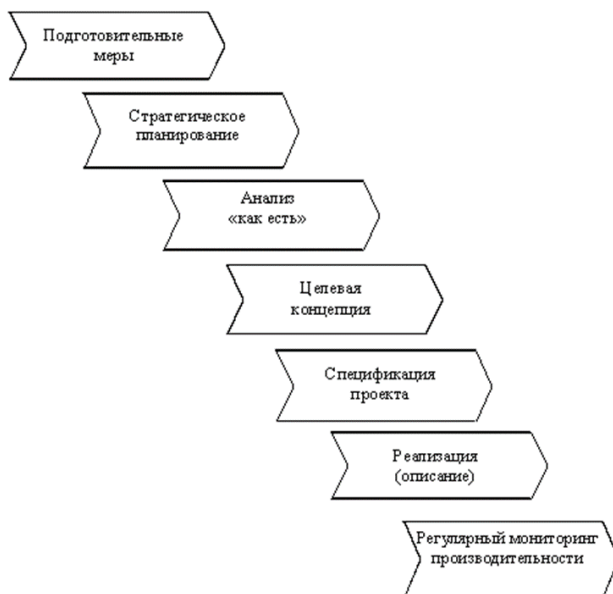 Подготовительные
меры
Стратегическое
планирование
Анализ
«как есть»
Целевая
концепция
Спецификация
проекта
Реализация
(описание)
Регулярный мониторинг
производительности